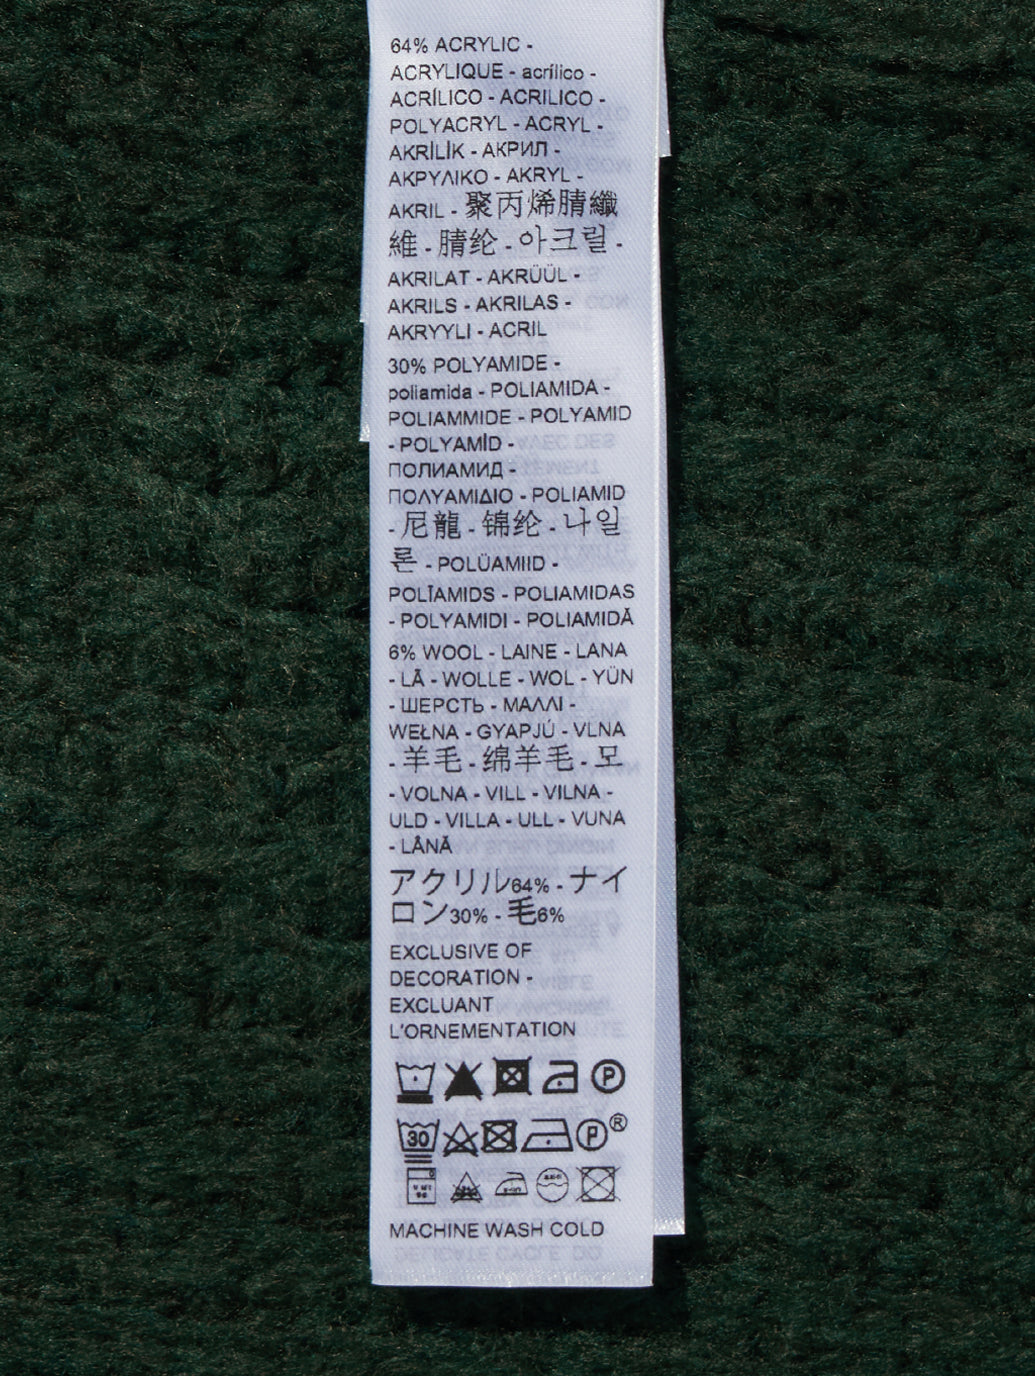 64% ACRYLIC -
ACRYLIQUE - acrílico -
ACRÍLICO - ACRILICO -
POLYACRYL - ACRYL -
AKRİLİK - АКРИЛ -
ΑΚΡΥΛΙΚΟ - AKRYL -
AKRIL - 聚丙烯腈纖
維 - 腈纶 - 아크릴 -
AKRILAT - AKRÜÜL -
AKRILS - AKRILAS -
AKRYYLI - ACRIL
30% POLYAMIDE -
poliamida - POLIAMIDA -
POLIAMMIDE - POLYAMID
- POLYAMİD -
ПОЛИАМИД -
ΠΟΛΥΑΜΙΔΙΟ - POLIAMID
- 尼龍 - 锦纶 - 나일
론 - POLÜAMIID -
POLĪAMIDS - POLIAMIDAS
- POLYAMIDI - POLIAMIDĂ
6% WOOL - LAINE - LANA
- LÃ - WOLLE - WOL - YÜN
- ШЕРСТЬ - ΜΑΛΛΙ -
WEŁNA - GYAPJÚ - VLNA
- 羊毛 - 绵羊毛 - 모
- VOLNA - VILL - VILNA -
ULD - VILLA - ULL - VUNA
- LÂNĂ
アクリル64% - ナイ
ロン30% - 毛6%
EXCLUSIVE OF
DECORATION -
EXCLUANT
L'ORNEMENTATION
P
30 P®
MACHINE WASH COLD